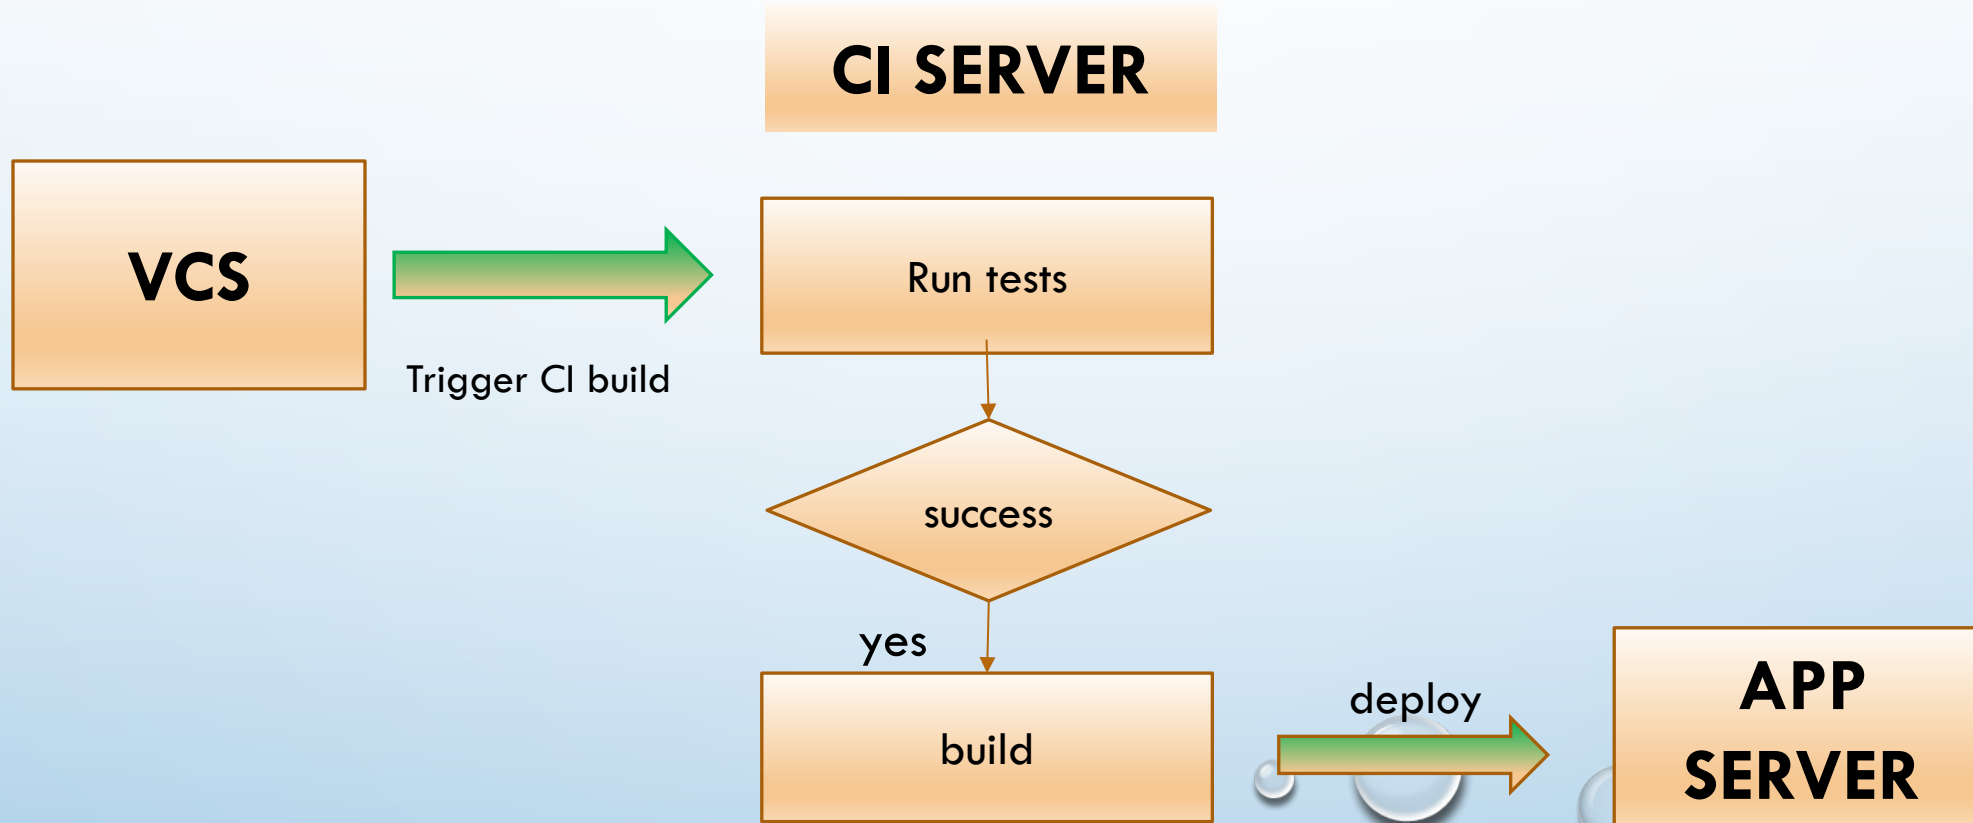 CI SERVER
VCS
Trigger CI build
Run tests
success
yes
build
deploy
APP
SERVER